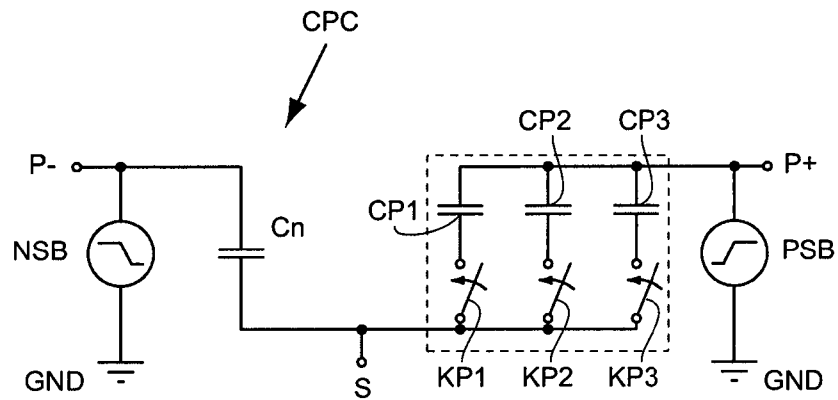 CPC
CP2 CP3
P- P+
CP1
Cn
NSB PSB
GND S KP1 KP2 KP3 GND